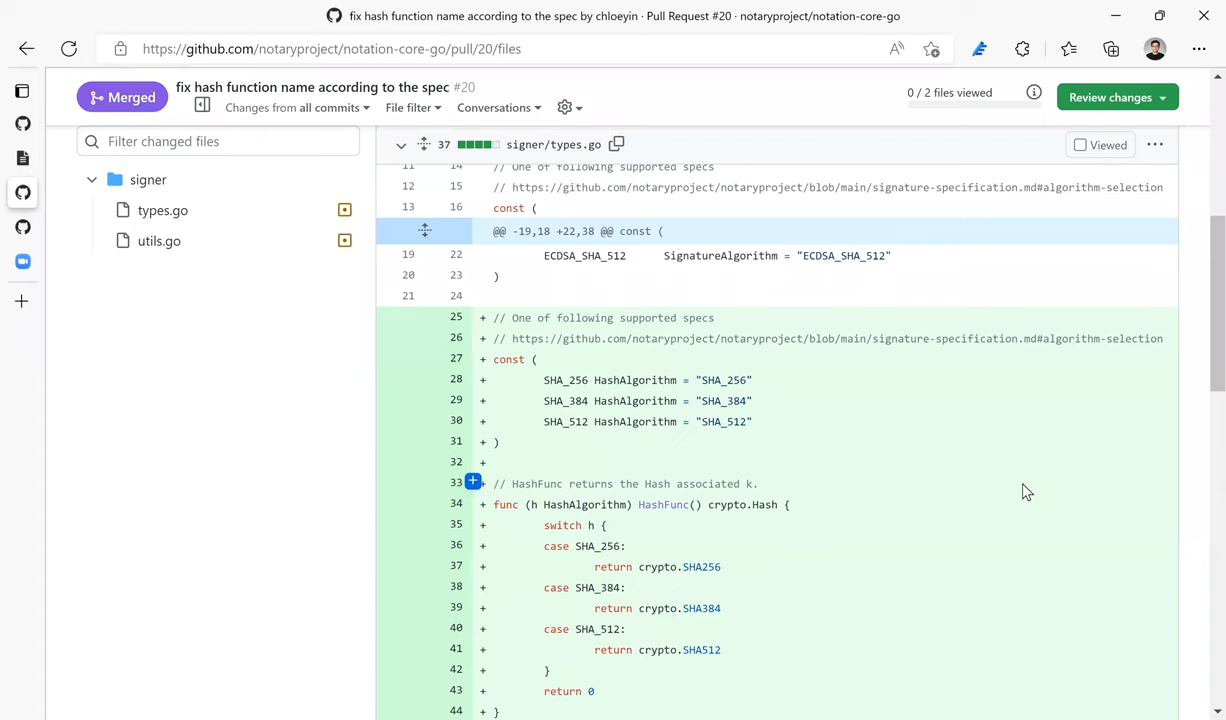 fix hash function name according to the spec by chloeyin · Pull Request #20 · notaryproject/notation-core-go
https://github.com/notaryproject/notation-core-go/pull/20/files
Merged
fix hash function name according to the spec #20
Changes from all commits
File filter
Conversations
0 / 2 files viewed
Review changes
Filter changed files
signer
types.go
utils.go
37 signer/types.go
Viewed
11 14 // One of following supported specs
12 15 // https://github.com/notaryproject/notaryproject/blob/main/signature-specification.md#algorithm-selection
13 16 const (
@@ -19,18 +22,38 @@ const (
19 22 ECDSA_SHA_512 SignatureAlgorithm = "ECDSA_SHA_512"
20 23 )
21 24
25 + // One of following supported specs
26 + // https://github.com/notaryproject/notaryproject/blob/main/signature-specification.md#algorithm-selection
27 + const (
28 + SHA_256 HashAlgorithm = "SHA_256"
29 + SHA_384 HashAlgorithm = "SHA_384"
30 + SHA_512 HashAlgorithm = "SHA_512"
31 + )
32 +
33 + // HashFunc returns the Hash associated k.
34 + func (h HashAlgorithm) HashFunc() crypto.Hash {
35 + switch h {
36 + case SHA_256:
37 + return crypto.SHA256
38 + case SHA_384:
39 + return crypto.SHA384
40 + case SHA_512:
41 + return crypto.SHA512
42 + }
43 + return 0
44 + }